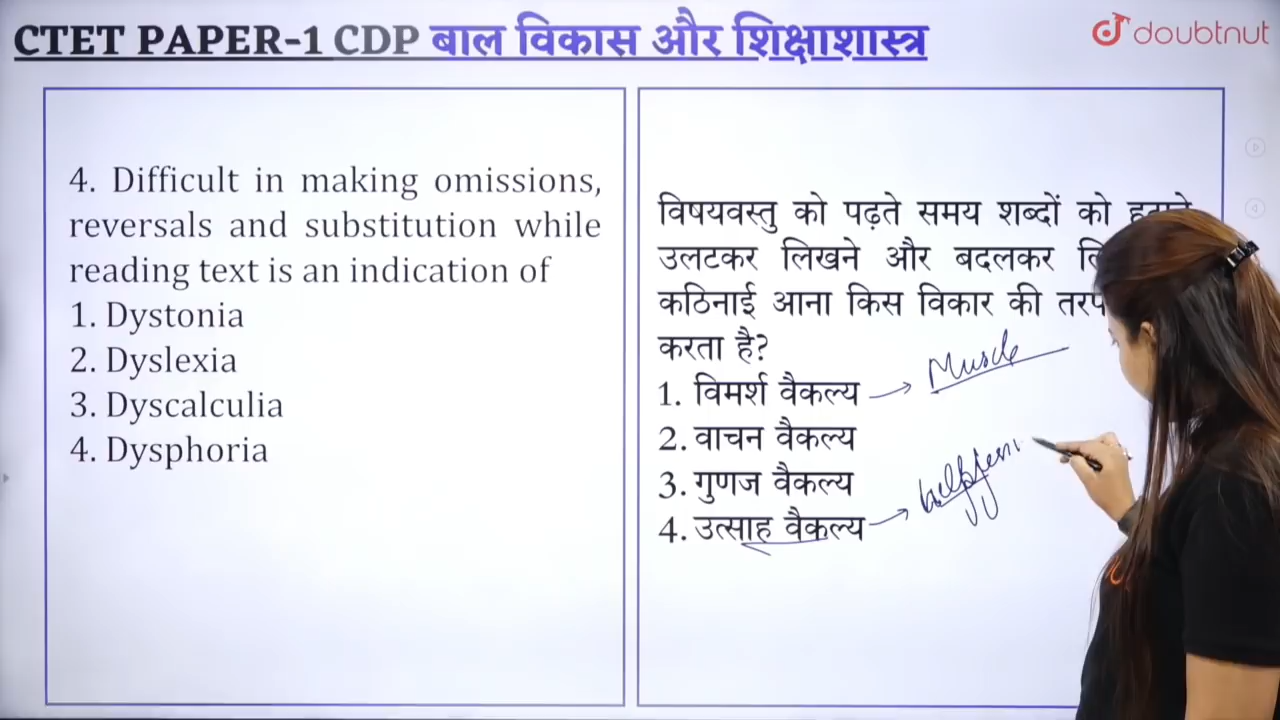 CTET PAPER-1 CDP बाल विकास और शिक्षाशास्त्र
doubtnut
4. Difficult in making omissions,
reversals and substitution while
reading text is an indication of
1. Dystonia
2. Dyslexia
3. Dyscalculia
4. Dysphoria
विषयवस्तु को पढ़ते समय शब्दों को
उलटकर लिखने और बदलकर
कठिनाई आना किस विकार की
करता है?
1. विमर्श वैकल्य → Muscle
2. वाचन वैकल्य
3. गुणज वैकल्य
4. उत्साह वैकल्य →